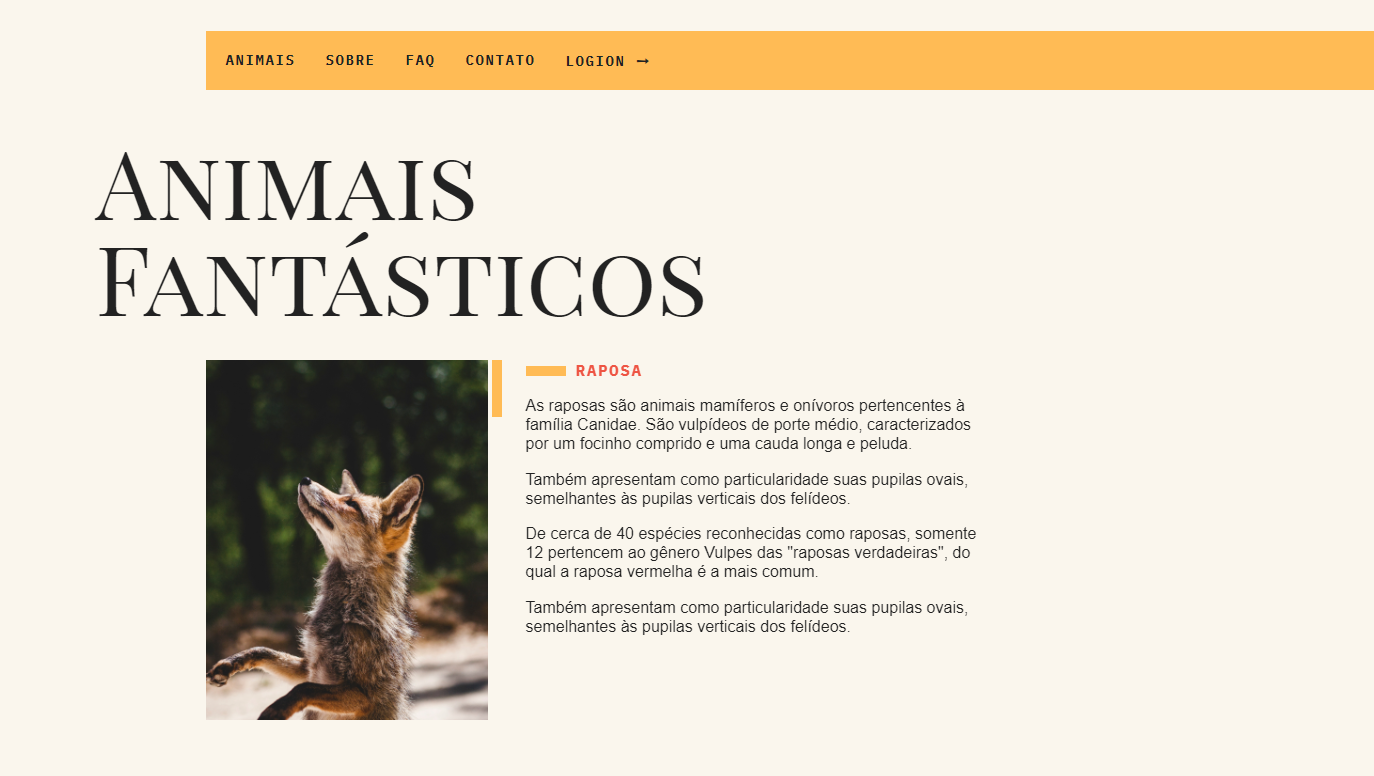 ANIMAIS SOBRE FAQ CONTATO LOGION →
ANIMAIS
FANTÁSTICOS
RAPOSA
As raposas são animais mamíferos e onívoros pertencentes à
família Canidae. São vulpídeos de porte médio, caracterizados
por um focinho comprido e uma cauda longa e peluda.
Também apresentam como particularidade suas pupilas ovais,
semelhantes às pupilas verticais dos felídeos.
De cerca de 40 espécies reconhecidas como raposas, somente
12 pertencem ao gênero Vulpes das "raposas verdadeiras", do
qual a raposa vermelha é a mais comum.
Também apresentam como particularidade suas pupilas ovais,
semelhantes às pupilas verticais dos felídeos.